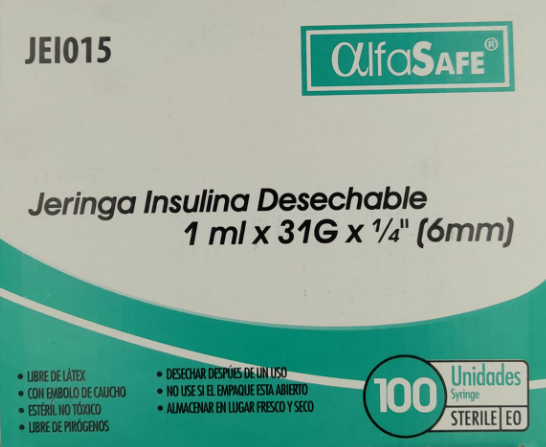 JEI015
alfaSAFE®
Jeringa Insulina Desechable
1 ml x 31G x 1/4" (6mm)
• LIBRE DE LÁTEX
• CON EMBOLO DE CAUCHO
• ESTÉRIL NO TÓXICO
• LIBRE DE PIRÓGENOS
• DESECHAR DESPÚES DE UN USO
• NO USE SI EL EMPAQUE ESTA ABIERTO
• ALMACENAR EN LUGAR FRESCO Y SECO
100
Unidades
Syringe
STERILE EO